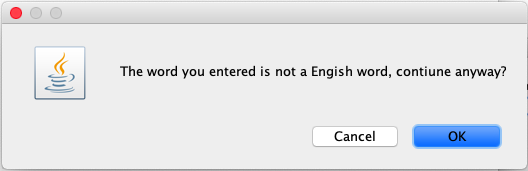 The word you entered is not a Engish word, contiune anyway?
Cancel
OK